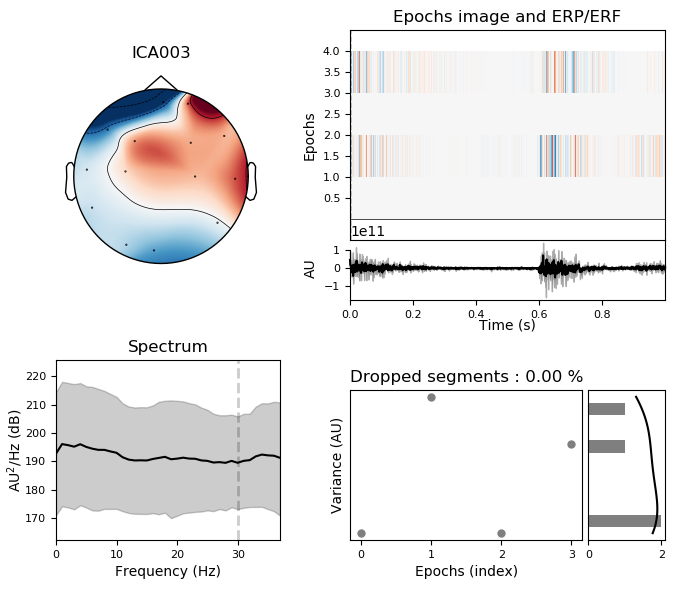 ICA003
Epochs image and ERP/ERF
Epochs
4.0
3.5
3.0
2.5
2.0
1.5
1.0
0.5
1e11
AU
1
0
−1
0.0 0.2 0.4 0.6 0.8
Time (s)
Spectrum
AU²/Hz (dB)
220
210
200
190
180
170
0 10 20 30
Frequency (Hz)
Dropped segments : 0.00 %
Variance (AU)
0 1 2 3
Epochs (index)
0 2